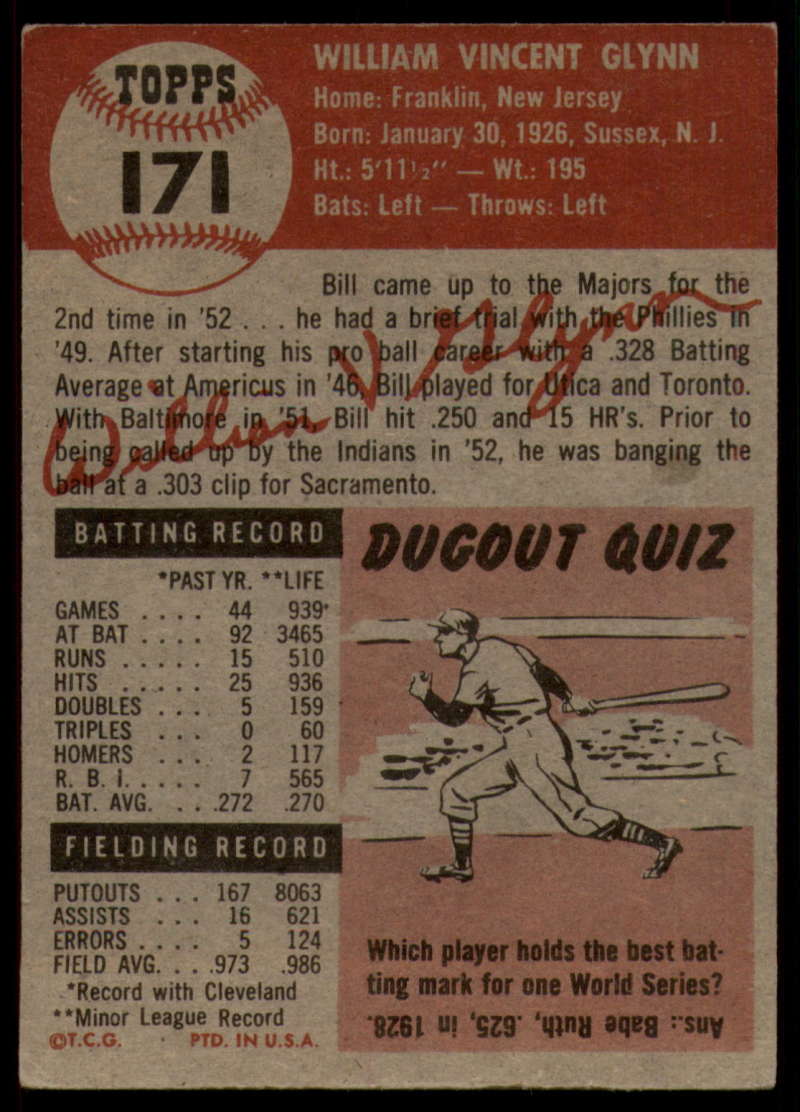 TOPPS
171
WILLIAM VINCENT GLYNN
Home: Franklin, New Jersey
Born: January 30, 1926, Sussex, N. J.
Ht.: 5'11½" — Wt.: 195
Bats: Left — Throws: Left
Bill came up to the Majors for the
2nd time in '52 . . . he had a brief trial with the Phillies in
'49. After starting his pro ball career with a .328 Batting
Average at Americus in '46, Bill played for Utica and Toronto.
With Baltimore in '51, Bill hit .250 and 15 HR's. Prior to
being called up by the Indians in '52, he was banging the
ball at a .303 clip for Sacramento.
William V Glynn
BATTING RECORD
*PAST YR. **LIFE
GAMES . . . . 44 939*
AT BAT . . . . 92 3465
RUNS . . . . . 15 510
HITS . . . . . 25 936
DOUBLES . . . 5 159
TRIPLES . . . 0 60
HOMERS . . . 2 117
R. B. I. . . . . 7 565
BAT. AVG. . . .272 .270
FIELDING RECORD
PUTOUTS . . . 167 8063
ASSISTS . . . 16 621
ERRORS . . . . 5 124
FIELD AVG. . . .973 .986
*Record with Cleveland
**Minor League Record
©T.C.G. PTD. IN U.S.A.
DUGOUT QUIZ
Which player holds the best bat-
ting mark for one World Series?
Ans.: Babe Ruth, .625, in 1928.